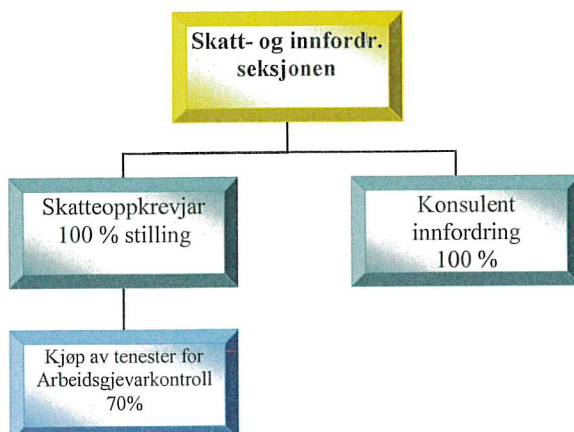 Skatt- og innfordr.
seksjonen
Skatteoppkrevjar
100 % stilling
Konsulent
innfordring
100 %
Kjøp av tenester for
Arbeidsgjevarkontroll
70%